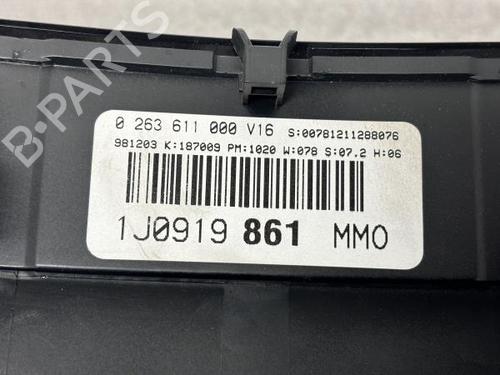 0 263 611 000 V16 S:00781211288076
981203 K:187009 PM:1020 W:078 S:07.2 H:06
1J0919 861 MM0
B-PARTS